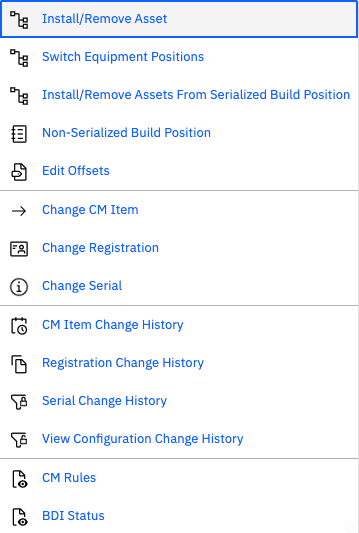 Install/Remove Asset
Switch Equipment Positions
Install/Remove Assets From Serialized Build Position
Non-Serialized Build Position
Edit Offsets
Change CM Item
Change Registration
Change Serial
CM Item Change History
Registration Change History
Serial Change History
View Configuration Change History
CM Rules
BDI Status